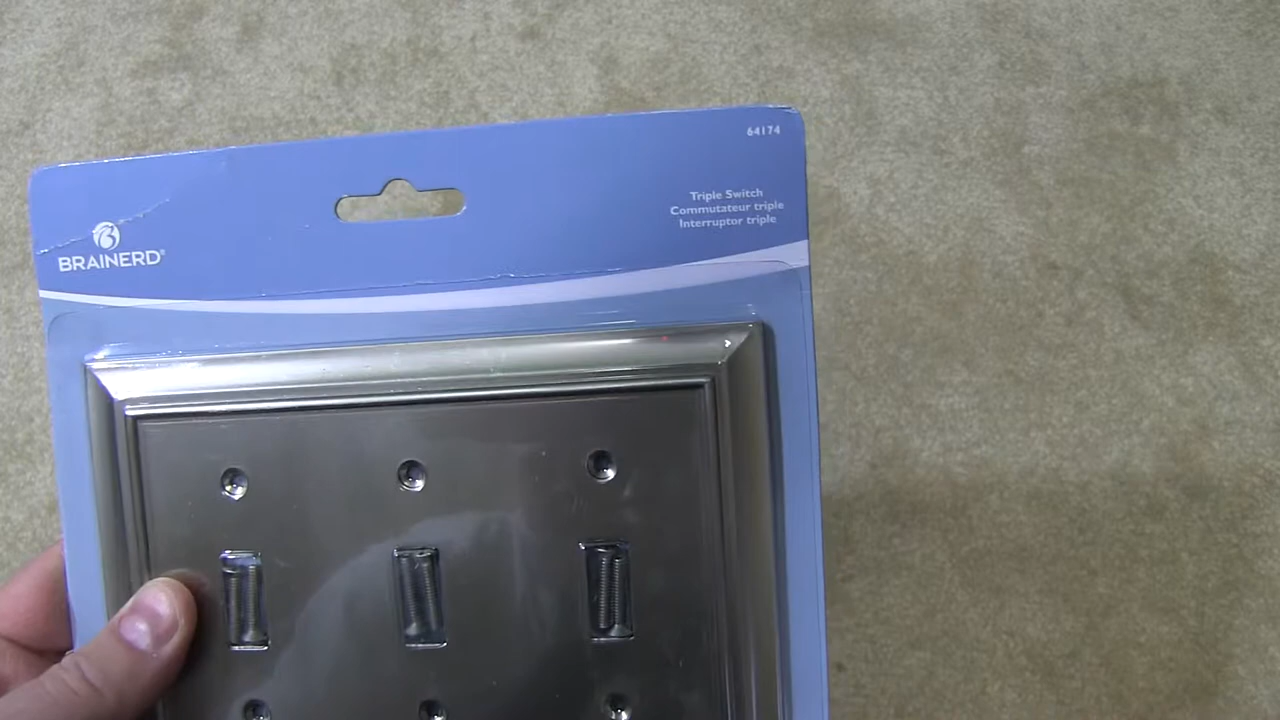 64174
Triple Switch
Commutateur triple
Interruptor triple
BRAINERD®